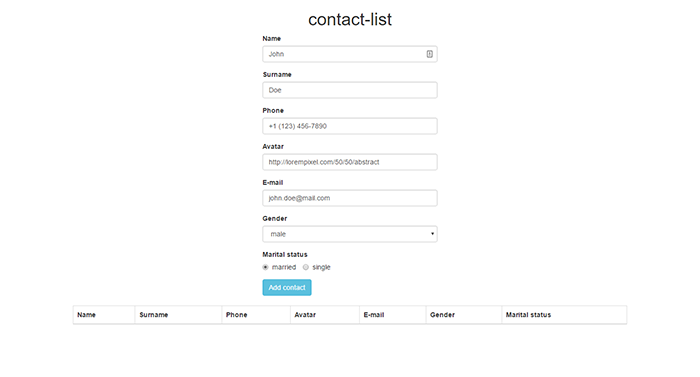 contact-list
Name
John
Surname
Doe
Phone
+1 (123) 456-7890
Avatar
http://lorempixel.com/50/50/abstract
E-mail
john.doe@mail.com
Gender
male
Marital status
married single
Add contact
Name Surname Phone Avatar E-mail Gender Marital status